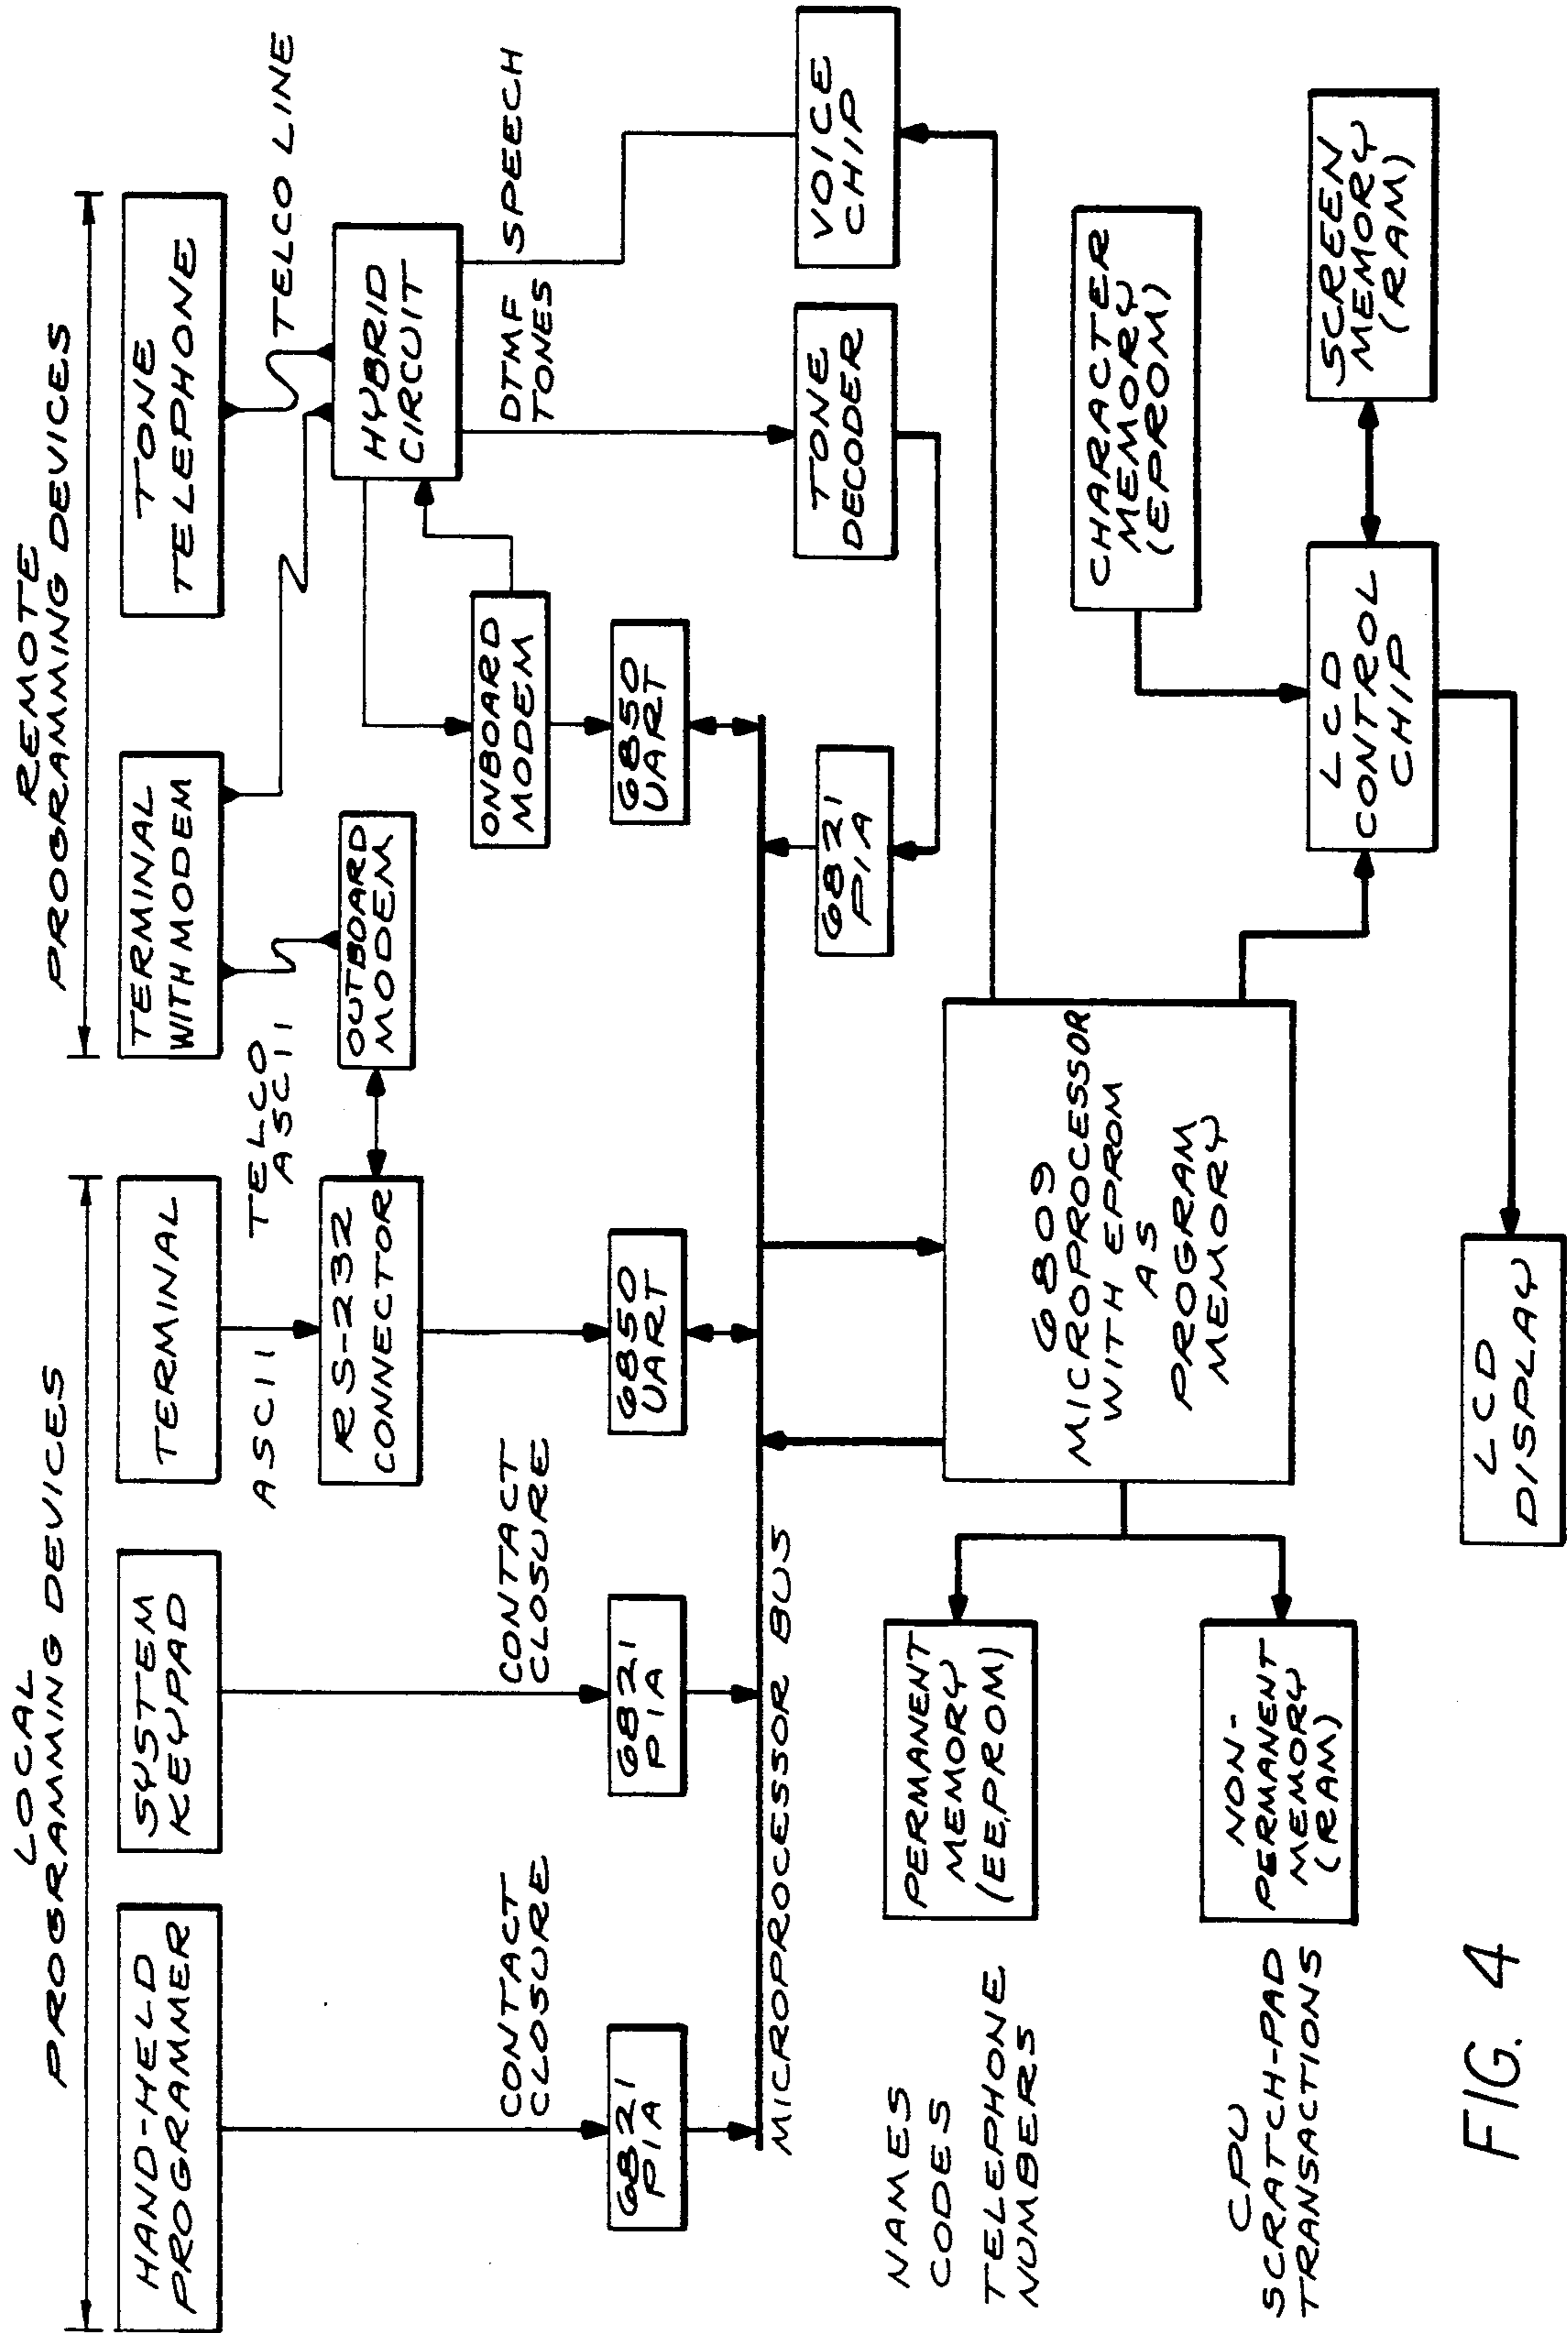 LOCAL
PROGRAMMING DEVICES
REMOTE
PROGRAMMING DEVICES
HAND-HELD
PROGRAMMER
SYSTEM
KEYPAD
TERMINAL
TERMINAL
WITH MODEM
TONE
TELEPHONE
ASCII
TELCO
ASCII
TELCO LINE
RS-232
CONNECTOR
OUTBOARD
MODEM
HYBRID
CIRCUIT
CONTACT
CLOSURE
CONTACT
CLOSURE
ONBOARD
MODEM
DTMF
TONES
SPEECH
6821
PIA
6821
PIA
6850
UART
6850
UART
MICROPROCESSOR BUS
6821
PIA
TONE
DECODER
VOICE
CHIP
NAMES
CODES
TELEPHONE
NUMBERS
PERMANENT
MEMORY
(EE,PROM)
6809
MICROPROCESSOR
WITH EPROM
AS
PROGRAM
MEMORY
CHARACTER
MEMORY
(EPROM)
CPU
SCRATCH-PAD
TRANSACTIONS
NON-
PERMANENT
MEMORY
(RAM)
LCD
CONTROL
CHIP
SCREEN
MEMORY
(RAM)
LCD
DISPLAY
FIG. 4